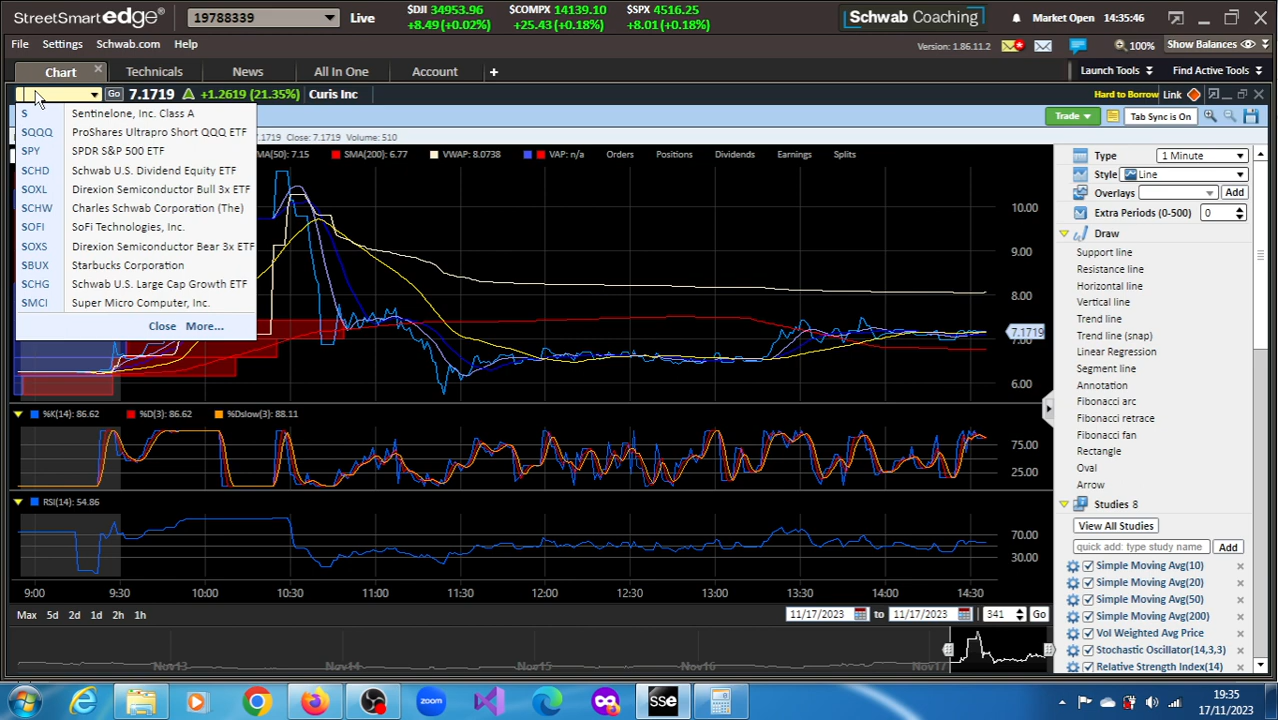 StreetSmart edge
19788339
Live
$DJI 34953.96
+8.49 (+0.02%)
$COMPX 14139.10
+25.43 (+0.18%)
$SPX 4516.25
+8.01 (+0.18%)
Schwab Coaching
Market Open
14:35:46
File Settings Schwab.com Help
Version: 1.86.11.2
100%
Show Balances
Chart
Technicals
News
All In One
Account
+
Launch Tools
Find Active Tools
Go
7.1719
+1.2619 (21.35%)
Curis Inc
Hard to Borrow
Link
Trade
Tab Sync is On
S Sentinelone, Inc. Class A
SQQQ ProShares Ultrapro Short QQQ ETF
SPY SPDR S&P 500 ETF
SCHD Schwab U.S. Dividend Equity ETF
SOXL Direxion Semiconductor Bull 3x ETF
SCHW Charles Schwab Corporation (The)
SOFI SoFi Technologies, Inc.
SOXS Direxion Semiconductor Bear 3x ETF
SBUX Starbucks Corporation
SCHG Schwab U.S. Large Cap Growth ETF
SMCI Super Micro Computer, Inc.
Close More...
7.1719 Close: 7.1719 Volume: 510
MA(50): 7.15 SMA(200): 6.77 VWAP: 8.0738 VAP: n/a Orders Positions Dividends Earnings Splits
10.00
9.00
8.00
7.1719
7.00
6.00
%K(14): 86.62 %D(3): 86.62 %Dslow(3): 88.11
75.00
25.00
RSI(14): 54.86
70.00
30.00
9:00 9:30 10:00 10:30 11:00 11:30 12:00 12:30 13:00 13:30 14:00 14:30
Max 5d 2d 1d 2h 1h
11/17/2023 to 11/17/2023 341 Go
Nov13 Nov14 Nov15 Nov16 Nov17
Type 1 Minute
Style Line
Overlays Add
Extra Periods (0-500) 0
Draw
Support line
Resistance line
Horizontal line
Vertical line
Trend line
Trend line (snap)
Linear Regression
Segment line
Annotation
Fibonacci arc
Fibonacci retrace
Fibonacci fan
Rectangle
Oval
Arrow
Studies 8
View All Studies
quick add: type study name Add
Simple Moving Avg(10)
Simple Moving Avg(20)
Simple Moving Avg(50)
Simple Moving Avg(200)
Vol Weighted Avg Price
Stochastic Oscillator(14,3,3)
Relative Strength Index(14)
zoom
sse
19:35
17/11/2023